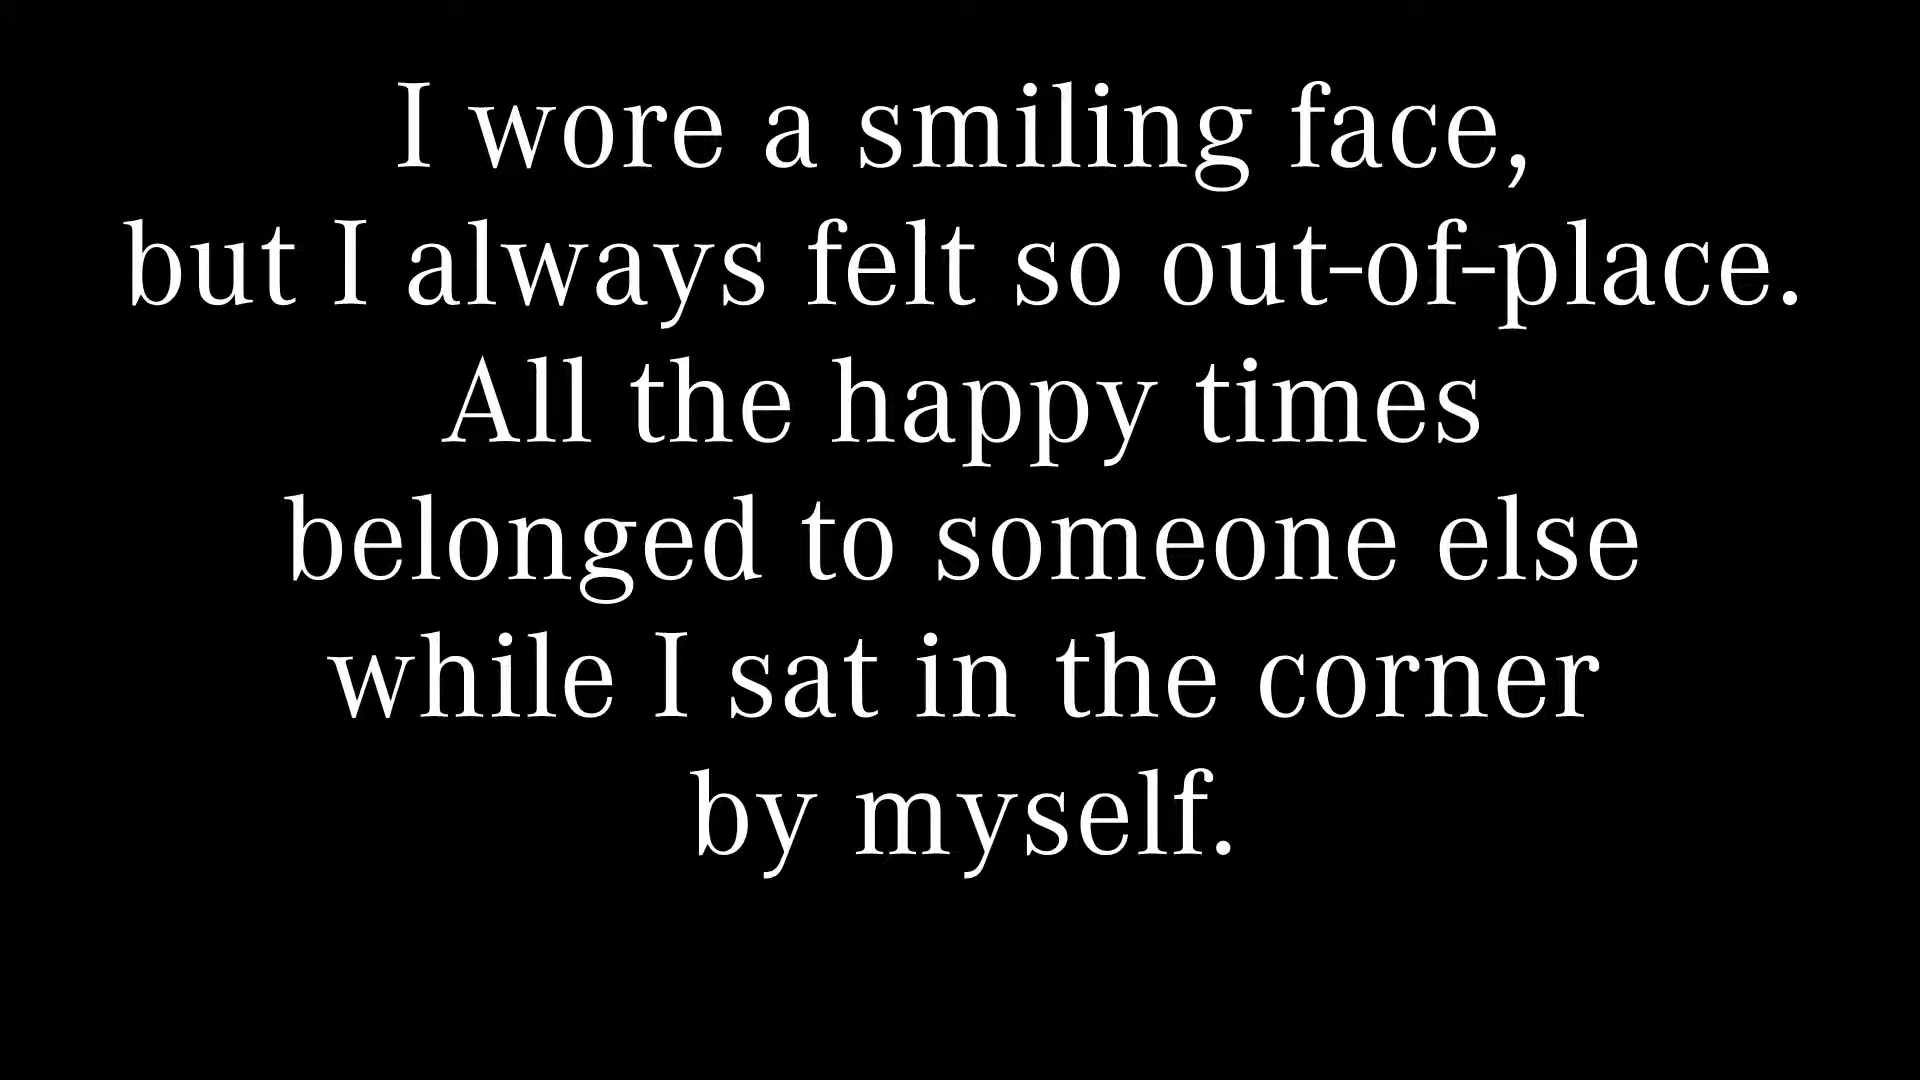 I wore a smiling face,
but I always felt so out-of-place.
All the happy times
belonged to someone else
while I sat in the corner
by myself.